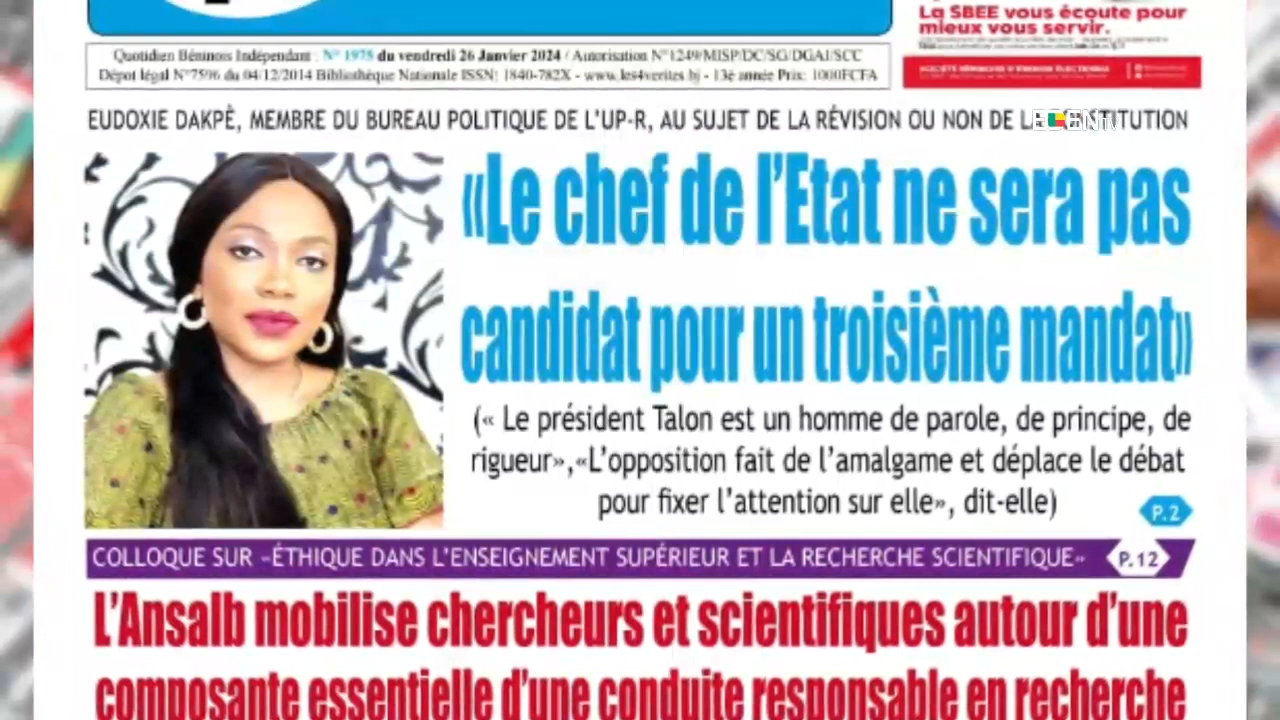 La SBEE vous écoute pour
mieux vous servir.
Quotidien Béninois Indépendant : N° 1975 du vendredi 26 Janvier 2024 / Autorisation N°1249/MISP/DC/SG/DGAI/SCC
Dépot légal N°7596 du 04/12/2014 Bibliothèque Nationale ISSN: 1840-782X - www.les4verites.bj - 13è année Prix: 1000FCFA
EUDOXIE DAKPÊ, MEMBRE DU BUREAU POLITIQUE DE L'UP-R, AU SUJET DE LA RÉVISION OU NON DE
«Le chef de l'Etat ne sera pas
candidat pour un troisième mandat»
(« Le président Talon est un homme de parole, de principe, de
rigueur»,«L'opposition fait de l'amalgame et déplace le débat
pour fixer l'attention sur elle», dit-elle)
P.2
COLLOQUE SUR «ÉTHIQUE DANS L'ENSEIGNEMENT SUPÉRIEUR ET LA RECHERCHE SCIENTIFIQUE»
P.12
L'Ansalb mobilise chercheurs et scientifiques autour d'une
composante essentielle d'une conduite responsable en recherche